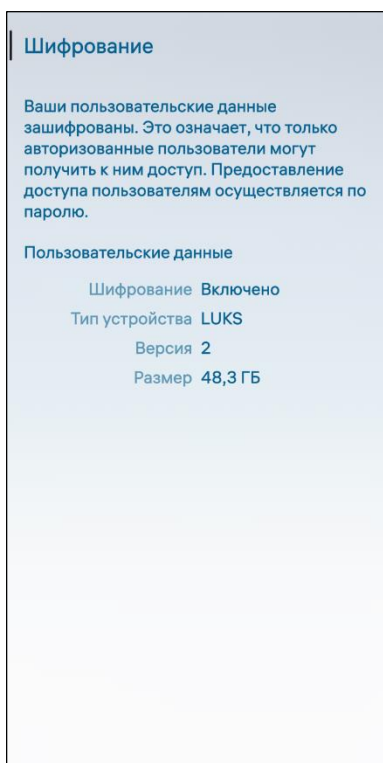 Шифрование
Ваши пользовательские данные
зашифрованы. Это означает, что только
авторизованные пользователи могут
получить к ним доступ. Предоставление
доступа пользователям осуществляется по
паролю.
Пользовательские данные
Шифрование Включено
Тип устройства LUKS
Версия 2
Размер 48,3 ГБ